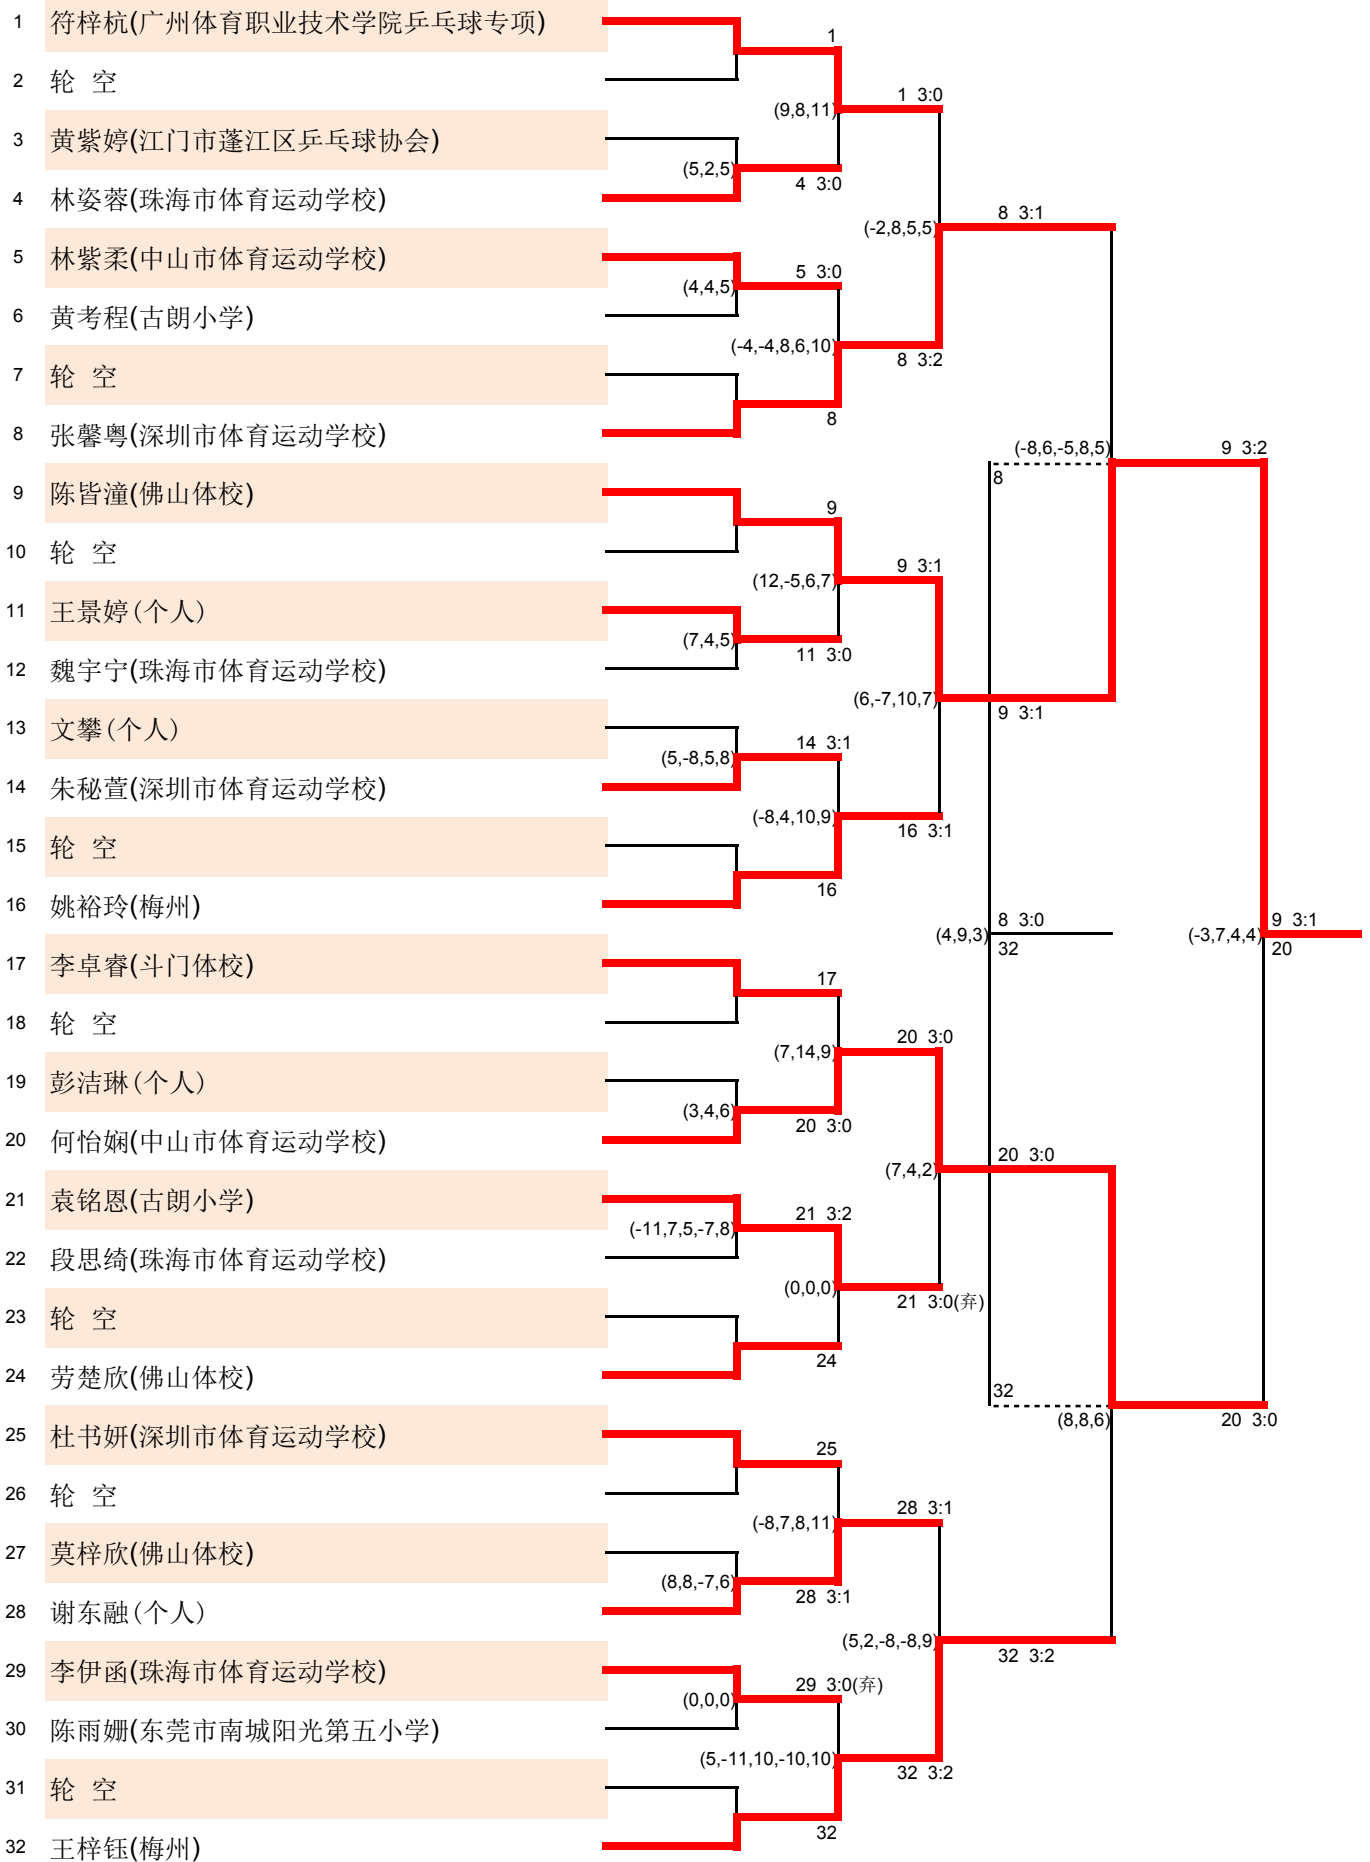 1 符梓杭(广州体育职业技术学院乒乓球专项)
1
2 轮 空
(9,8,11)
1 3:0
3 黄紫婷(江门市蓬江区乒乓球协会)
(5,2,5)
4 3:0
4 林姿蓉(珠海市体育运动学校)
(-2,8,5,5)
8 3:1
5 林紫柔(中山市体育运动学校)
(4,4,5)
5 3:0
6 黄考程(古朗小学)
(-4,-4,8,6,10)
8 3:2
7 轮 空
8
8 张馨粤(深圳市体育运动学校)
(-8,6,-5,8,5)
9 3:2
8
9 陈皆潼(佛山体校)
9
10 轮 空
(12,-5,6,7)
9 3:1
11 王景婷(个人)
(7,4,5)
11 3:0
12 魏宇宁(珠海市体育运动学校)
(6,-7,10,7)
9 3:1
13 文攀(个人)
(5,-8,5,8)
14 3:1
14 朱秘萱(深圳市体育运动学校)
(-8,4,10,9)
16 3:1
15 轮 空
16
16 姚裕玲(梅州)
(4,9,3)
8 3:0
32
(-3,7,4,4)
9 3:1
20
17 李卓睿(斗门体校)
17
18 轮 空
(7,14,9)
20 3:0
19 彭洁琳(个人)
(3,4,6)
20 3:0
20 何怡娴(中山市体育运动学校)
(7,4,2)
20 3:0
21 袁铭恩(古朗小学)
(-11,7,5,-7,8)
21 3:2
22 段思绮(珠海市体育运动学校)
(0,0,0)
21 3:0(弃)
23 轮 空
24
24 劳楚欣(佛山体校)
32
(8,8,6)
20 3:0
25 杜书妍(深圳市体育运动学校)
25
26 轮 空
(-8,7,8,11)
28 3:1
27 莫梓欣(佛山体校)
(8,8,-7,6)
28 3:1
28 谢东融(个人)
(5,2,-8,-8,9)
32 3:2
29 李伊函(珠海市体育运动学校)
(0,0,0)
29 3:0(弃)
30 陈雨姗(东莞市南城阳光第五小学)
(5,-11,10,-10,10)
32 3:2
31 轮 空
32
32 王梓钰(梅州)